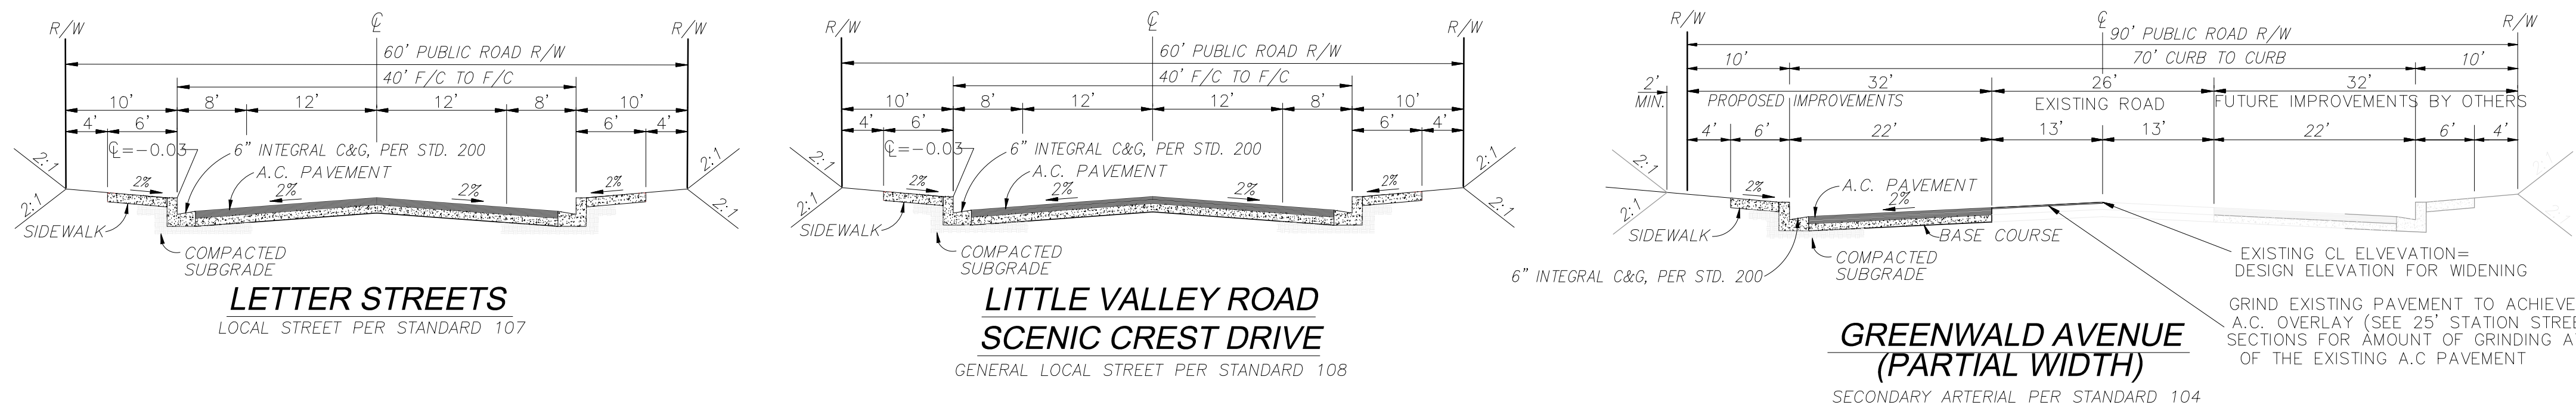 R/W ℄ R/W
60' PUBLIC ROAD R/W
40' F/C TO F/C
10' 8' 12' 12' 8' 10'
4' 6' 6' 4'
℄=-0.03
6" INTEGRAL C&G, PER STD. 200
A.C. PAVEMENT
2:1 2% 2% 2% 2% 2:1
2:1 2:1
SIDEWALK
COMPACTED
SUBGRADE
LETTER STREETS
LOCAL STREET PER STANDARD 107
R/W ℄ R/W
60' PUBLIC ROAD R/W
40' F/C TO F/C
10' 8' 12' 12' 8' 10'
4' 6' 6' 4'
℄=-0.03
6" INTEGRAL C&G, PER STD. 200
A.C. PAVEMENT
2:1 2% 2% 2% 2% 2:1
2:1 2:1
SIDEWALK
COMPACTED
SUBGRADE
LITTLE VALLEY ROAD
SCENIC CREST DRIVE
GENERAL LOCAL STREET PER STANDARD 108
R/W ℄ R/W
90' PUBLIC ROAD R/W
10' 70' CURB TO CURB 10'
2' 32' 26' 32'
MIN. PROPOSED IMPROVEMENTS EXISTING ROAD FUTURE IMPROVEMENTS BY OTHERS
4' 6' 22' 13' 13' 22' 6' 4'
2:1 2% A.C. PAVEMENT 2:1
2%
2:1 2:1
SIDEWALK
BASE COURSE
COMPACTED
SUBGRADE
6" INTEGRAL C&G, PER STD. 200
EXISTING CL ELVEVATION=
DESIGN ELEVATION FOR WIDENING
GRIND EXISTING PAVEMENT TO ACHIEVE
A.C. OVERLAY (SEE 25' STATION STREE
SECTIONS FOR AMOUNT OF GRINDING A
OF THE EXISTING A.C PAVEMENT
GREENWALD AVENUE
(PARTIAL WIDTH)
SECONDARY ARTERIAL PER STANDARD 104